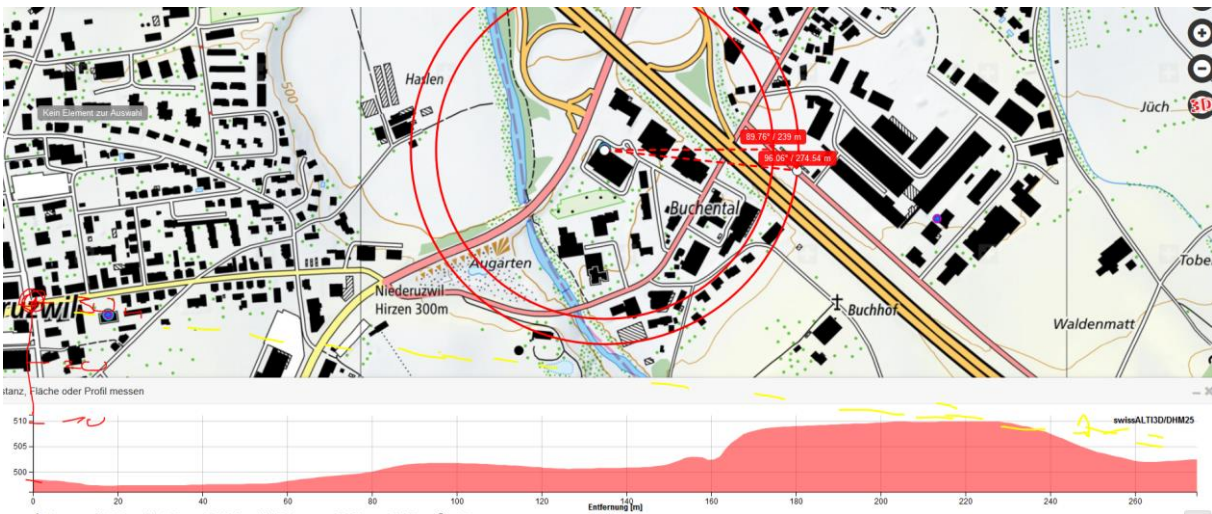 Haslen
500
Kein Element zur Auswahl
3D
Jüch
89.76° / 239 m
96.06° / 274.54 m
Buchental
Augarten
Niederuzwil
Hirzen 300m
Buchhof
Waldenmatt
stanz, Fläche oder Profil messen
swissALTI3D/DHM25
510
505
500
0 20 40 60 80 100 120 140 160 180 200 220 240 260
Entfernung [m]